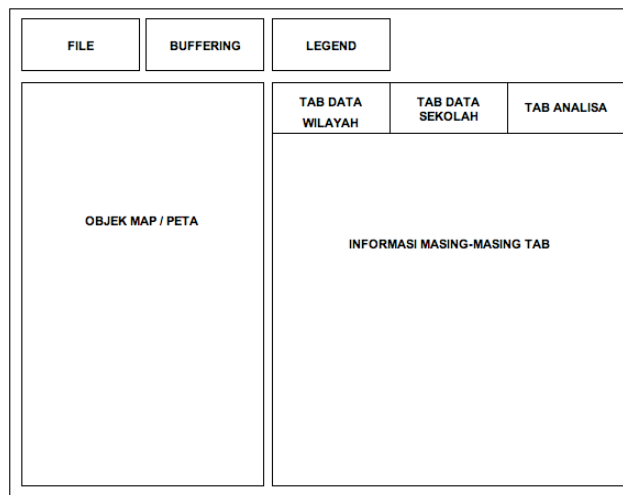 FILE
BUFFERING
LEGEND
TAB DATA
WILAYAH
TAB DATA
SEKOLAH
TAB ANALISA
OBJEK MAP / PETA
INFORMASI MASING-MASING TAB